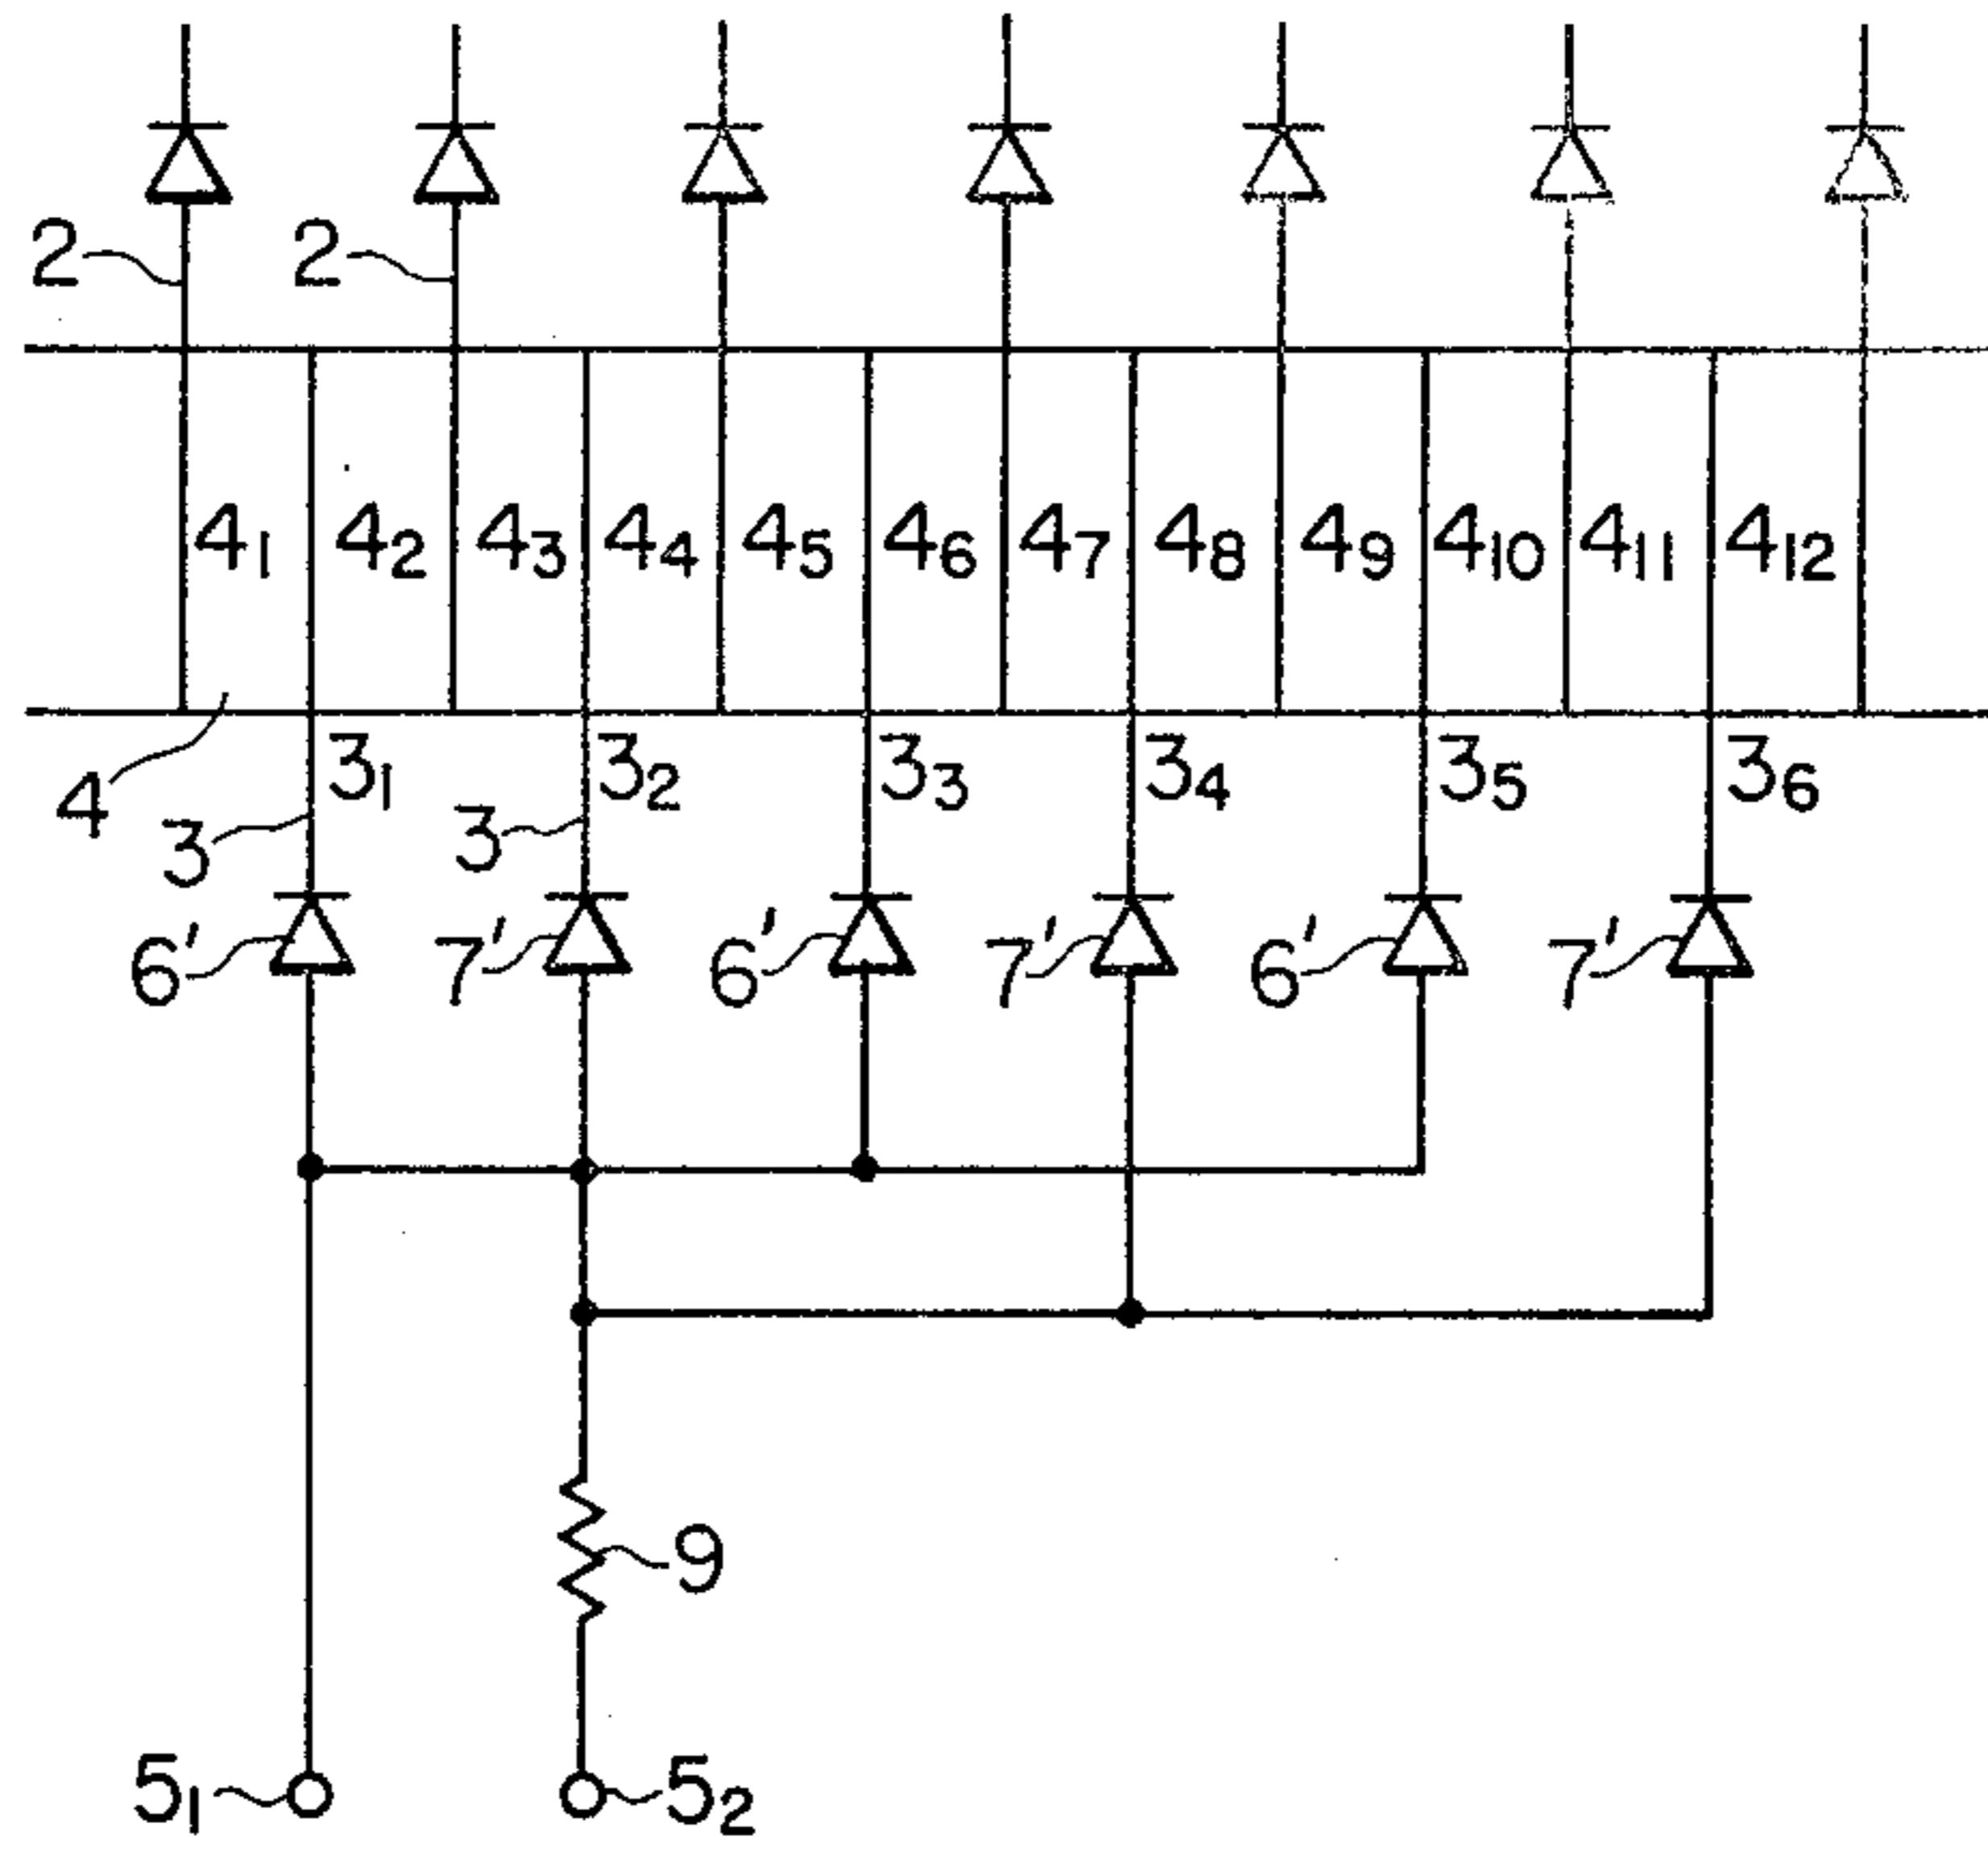 2 2
4₁ 4₂ 4₃ 4₄ 4₅ 4₆ 4₇ 4₈ 4₉ 4₁₀ 4₁₁ 4₁₂
3₁ 3₂ 3₃ 3₄ 3₅ 3₆
4 3 3
6' 7' 6' 7' 6' 7'
9
5₁ 5₂